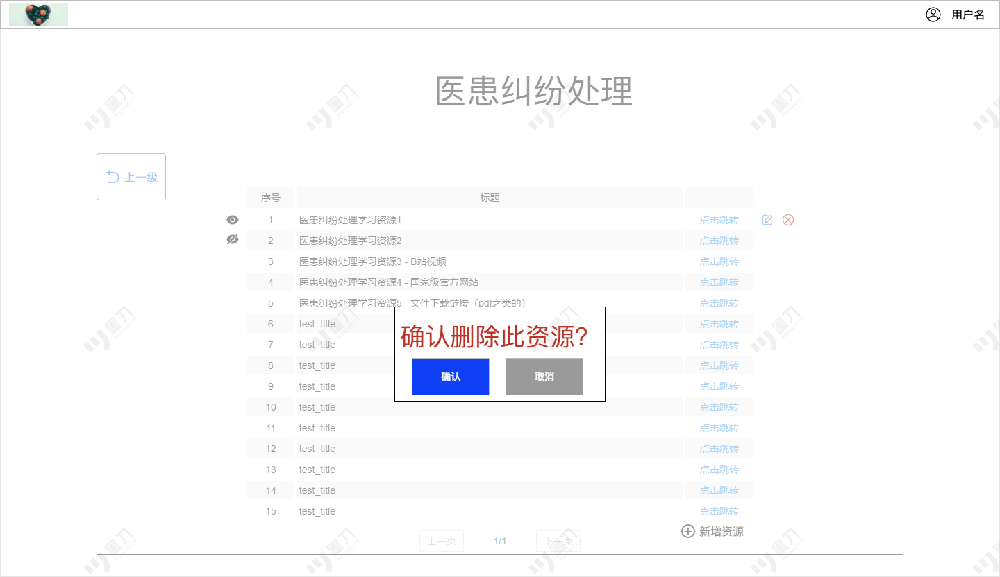 用户名
医患纠纷处理
上一级
序号 标题
1 医患纠纷处理学习资源1 点击跳转
2 医患纠纷处理学习资源2 点击跳转
3 医患纠纷处理学习资源3 - B站视频 点击跳转
4 医患纠纷处理学习资源4 - 国家级官方网站 点击跳转
5 医患纠纷处理学习资源5 - 文件下载链接（pdf之类的） 点击跳转
6 test_title 点击跳转
7 test_title 点击跳转
8 test_title 点击跳转
9 test_title 点击跳转
10 test_title 点击跳转
11 test_title 点击跳转
12 test_title 点击跳转
13 test_title 点击跳转
14 test_title 点击跳转
15 test_title 点击跳转
确认删除此资源?
确认 取消
新增资源
上一页 1/1 下一页
墨刀
MODAO.CC